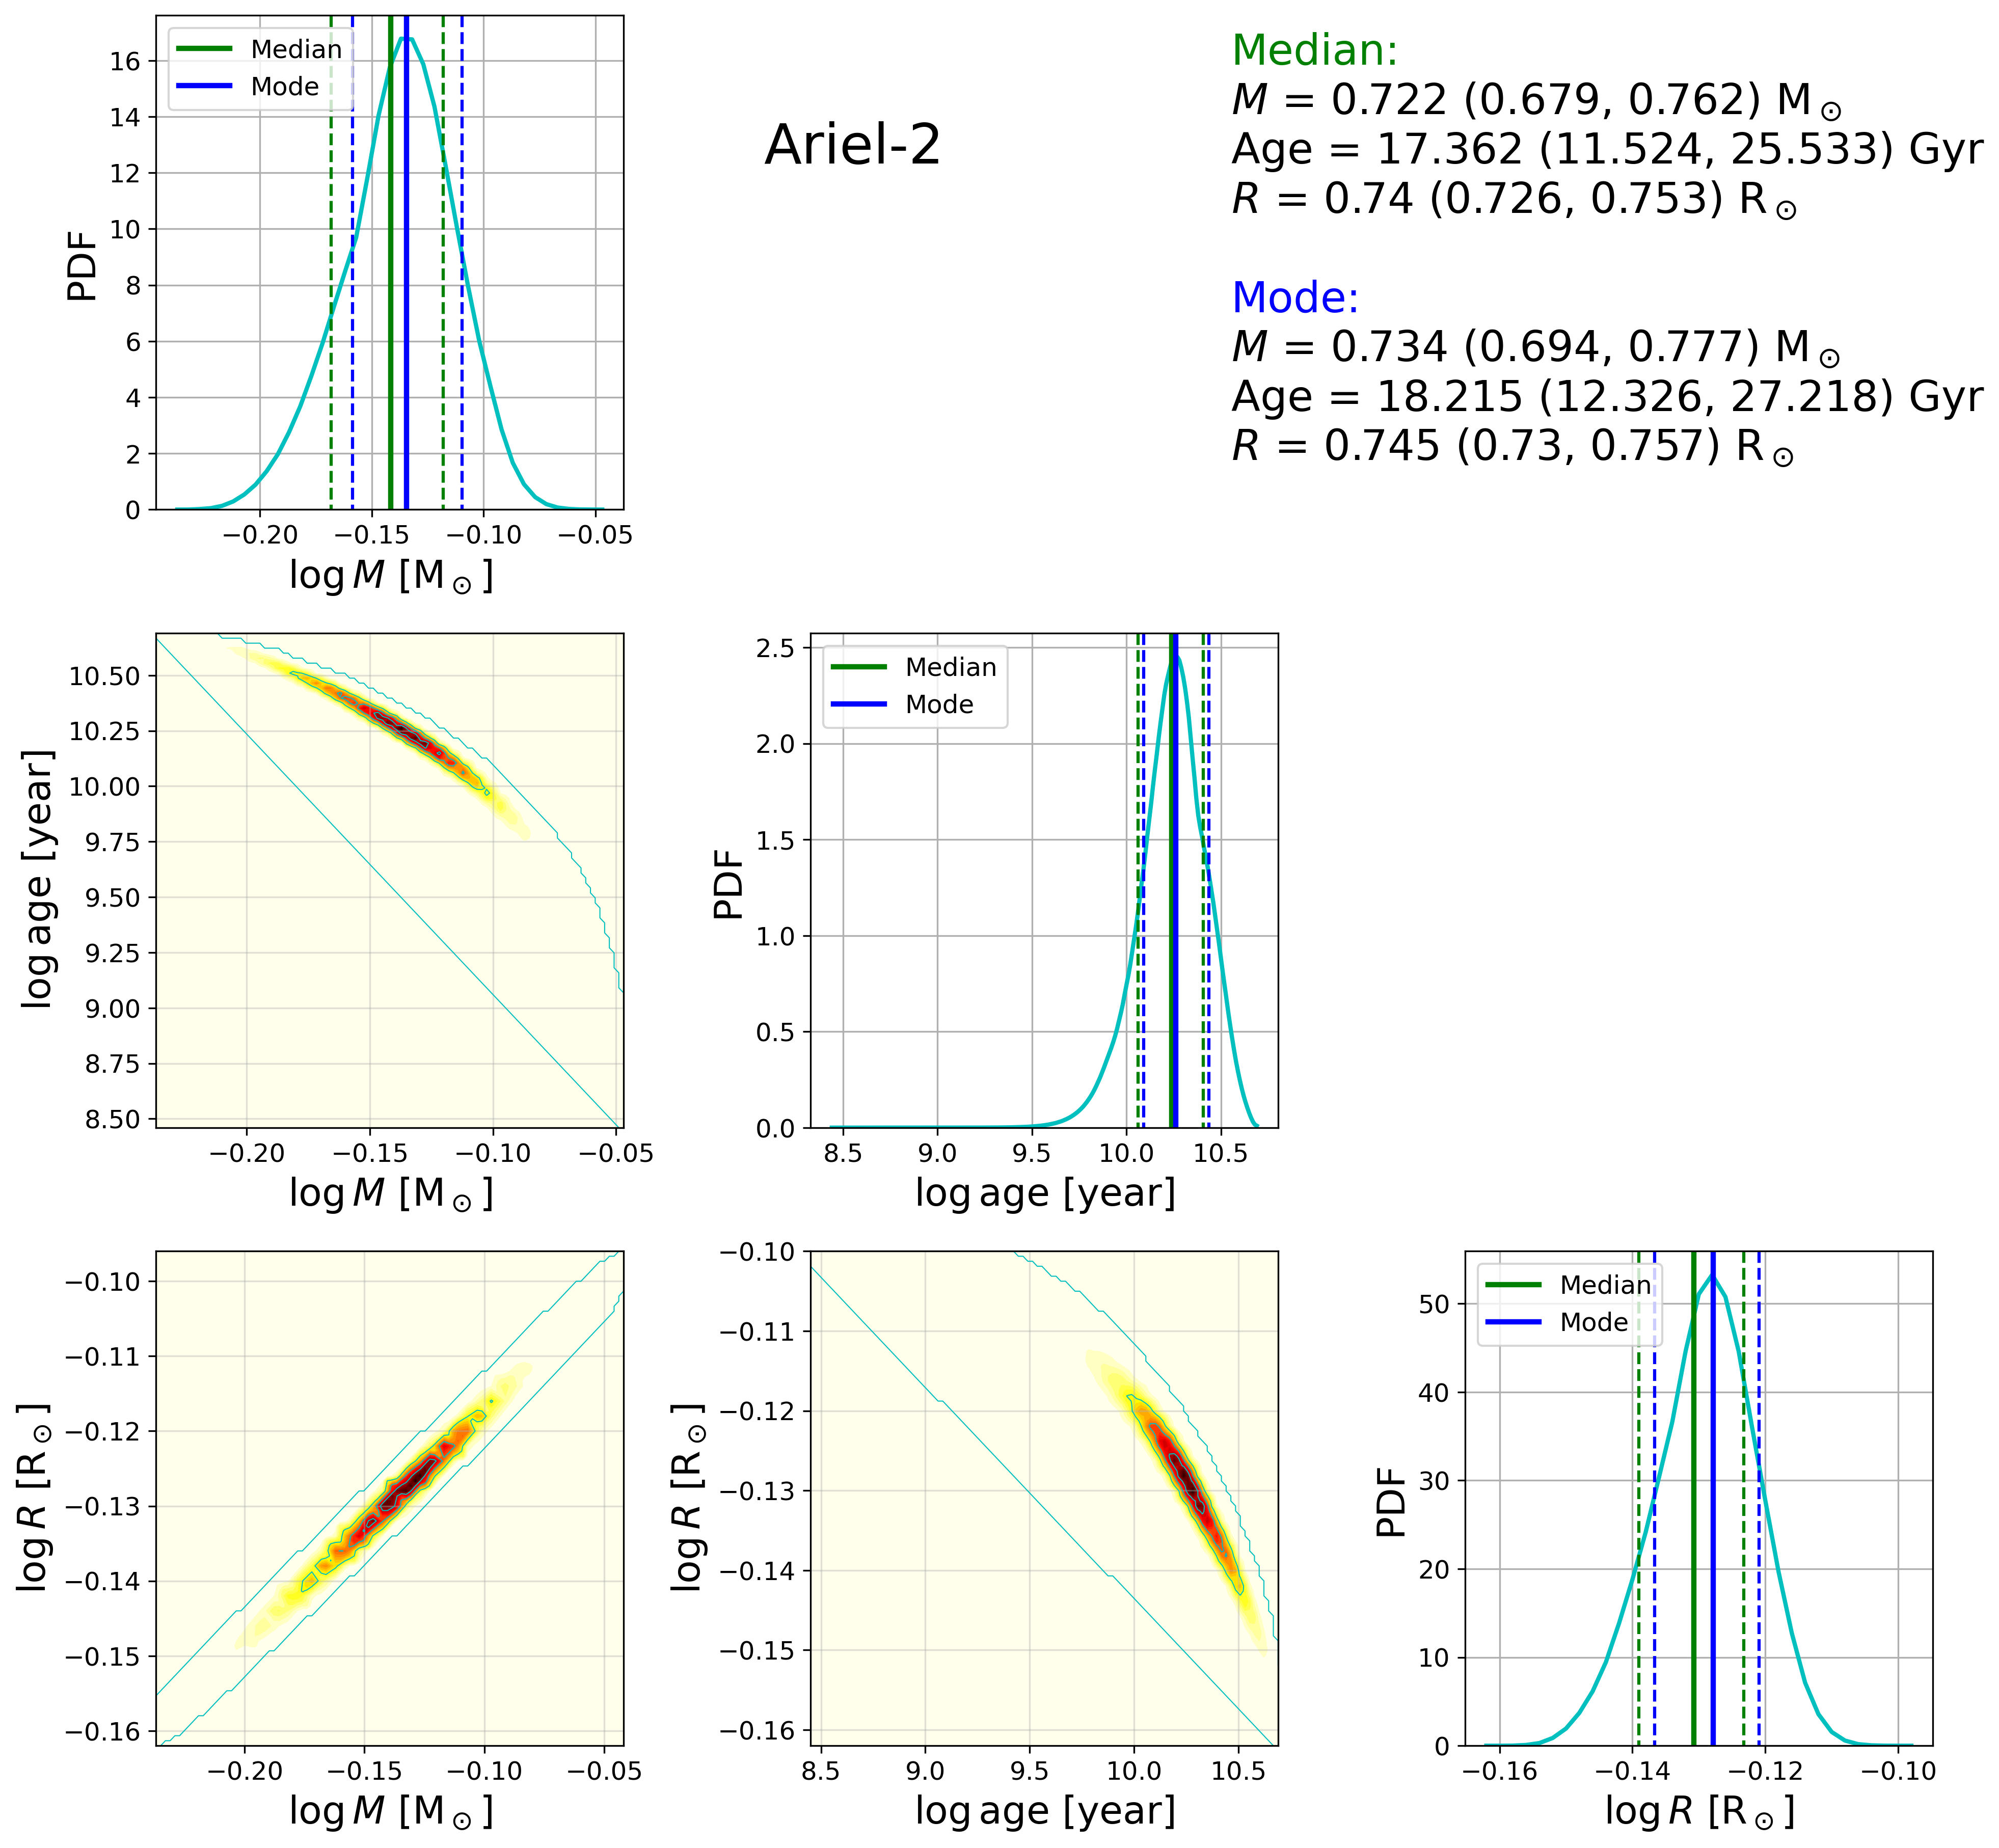 Median
Mode
16
14
12
10
8
6
4
2
0
PDF
−0.20 −0.15 −0.10 −0.05
log M [M⊙]
Ariel-2
Median:
M = 0.722 (0.679, 0.762) M⊙
Age = 17.362 (11.524, 25.533) Gyr
R = 0.74 (0.726, 0.753) R⊙
Mode:
M = 0.734 (0.694, 0.777) M⊙
Age = 18.215 (12.326, 27.218) Gyr
R = 0.745 (0.73, 0.757) R⊙
10.50
10.25
10.00
9.75
9.50
9.25
9.00
8.75
8.50
log age [year]
−0.20 −0.15 −0.10 −0.05
log M [M⊙]
Median
Mode
2.5
2.0
1.5
1.0
0.5
0.0
PDF
8.5 9.0 9.5 10.0 10.5
log age [year]
−0.10
−0.11
−0.12
−0.13
−0.14
−0.15
−0.16
log R [R⊙]
−0.20 −0.15 −0.10 −0.05
log M [M⊙]
−0.10
−0.11
−0.12
−0.13
−0.14
−0.15
−0.16
log R [R⊙]
8.5 9.0 9.5 10.0 10.5
log age [year]
Median
Mode
50
40
30
20
10
0
PDF
−0.16 −0.14 −0.12 −0.10
log R [R⊙]